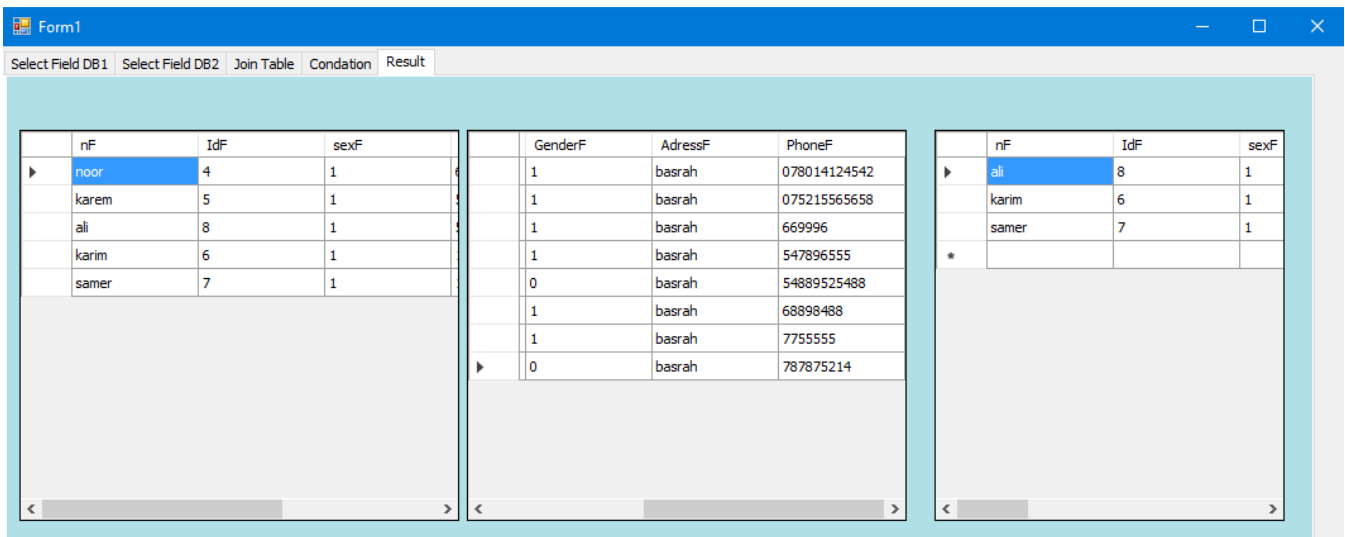 Form1
Select Field DB1 Select Field DB2 Join Table Condation Result
nF IdF sexF GenderF AdressF PhoneF nF IdF sexF
noor 4 1 1 basrah 078014124542 ali 8 1
karem 5 1 1 basrah 075215565658 karim 6 1
ali 8 1 1 basrah 669996 samer 7 1
karim 6 1 1 basrah 547896555
samer 7 1 0 basrah 54889525488
1 basrah 68898488
1 basrah 7755555
0 basrah 787875214